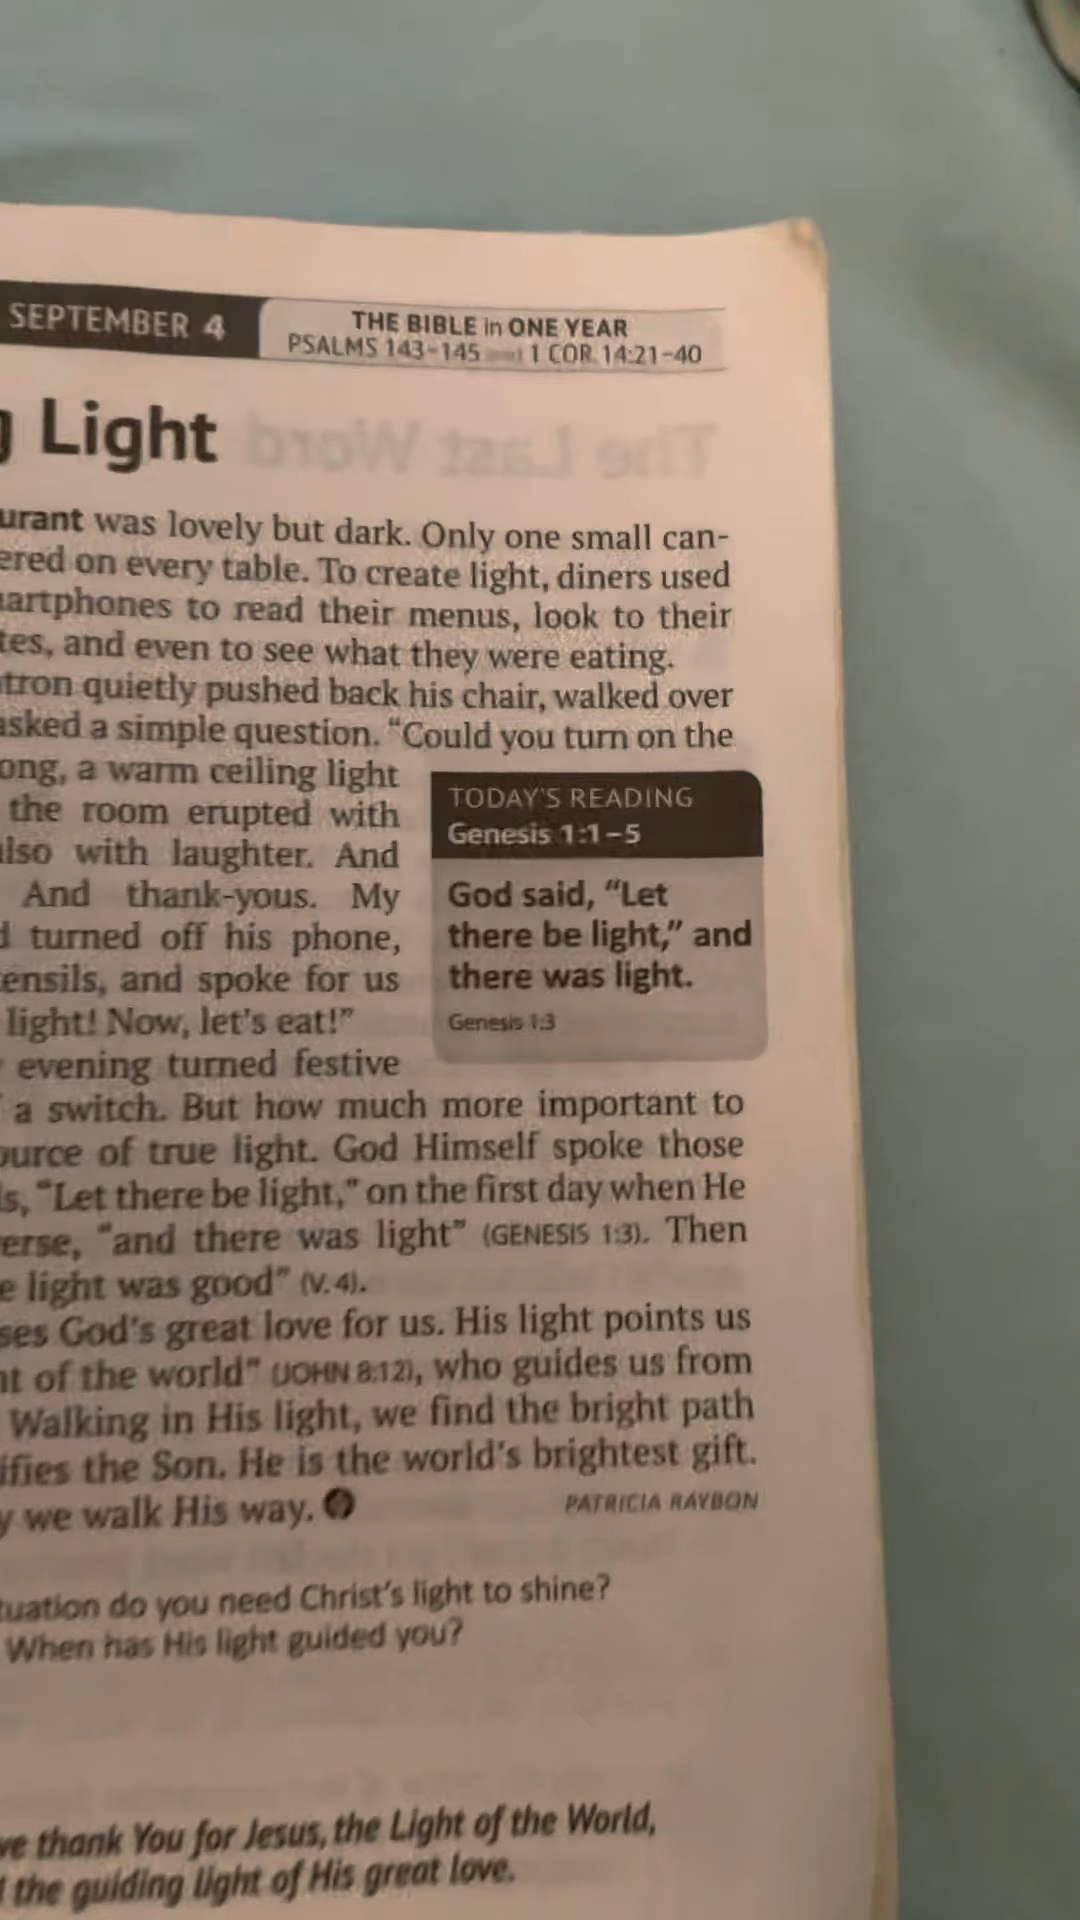 SEPTEMBER 4
THE BIBLE in ONE YEAR
PSALMS 143–145 and 1 COR. 14:21–40
g Light
The Last Word
urant was lovely but dark. Only one small can-
ered on every table. To create light, diners used
artphones to read their menus, look to their
tes, and even to see what they were eating.
tron quietly pushed back his chair, walked over
asked a simple question. “Could you turn on the
ong, a warm ceiling light
the room erupted with
also with laughter. And
And thank-yous. My
d turned off his phone,
ensils, and spoke for us
light! Now, let's eat!”
evening turned festive
TODAY'S READING
Genesis 1:1–5
God said, “Let
there be light,” and
there was light.
Genesis 1:3
a switch. But how much more important to
ource of true light. God Himself spoke those
s, “Let there be light,” on the first day when He
erse, “and there was light” (GENESIS 1:3). Then
e light was good” (V. 4).
ses God's great love for us. His light points us
ht of the world” (JOHN 8:12), who guides us from
Walking in His light, we find the bright path
ifies the Son. He is the world's brightest gift.
y we walk His way.
PATRICIA RAYBON
tuation do you need Christ's light to shine?
When has His light guided you?
we thank You for Jesus, the Light of the World,
the guiding light of His great love.